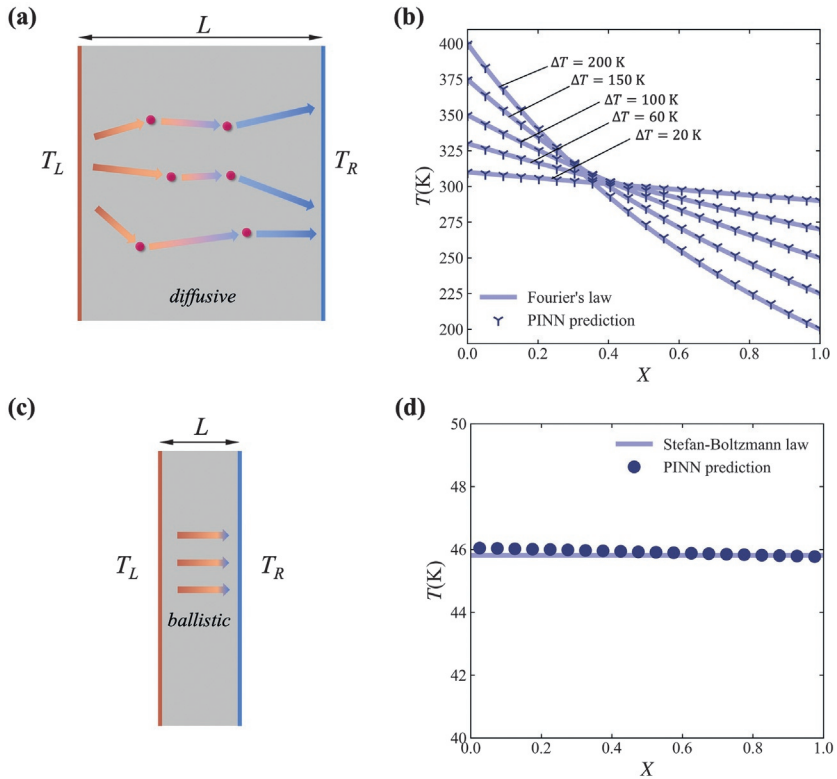 (a)
L
T_L
T_R
diffusive
(b)
T(K)
400
375
350
325
300
275
250
225
200
ΔT = 200 K
ΔT = 150 K
ΔT = 100 K
ΔT = 60 K
ΔT = 20 K
Fourier's law
PINN prediction
0.0 0.2 0.4 0.6 0.8 1.0
X
(c)
L
T_L
T_R
ballistic
(d)
T(K)
50
48
46
44
42
40
Stefan-Boltzmann law
PINN prediction
0.0 0.2 0.4 0.6 0.8 1.0
X